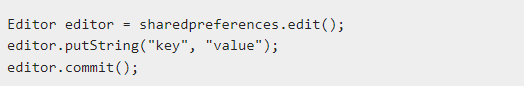 Editor editor = sharedpreferences.edit();
editor.putString("key", "value");
editor.commit();